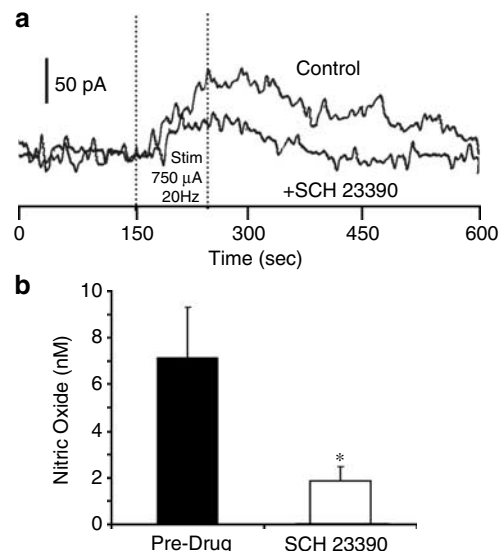 a
50 pA
Control
Stim
750 μA
20Hz
+SCH 23390
0 150 300 450 600
Time (sec)
b
10
8
6
4
2
0
Nitric Oxide (nM)
*
Pre-Drug SCH 23390